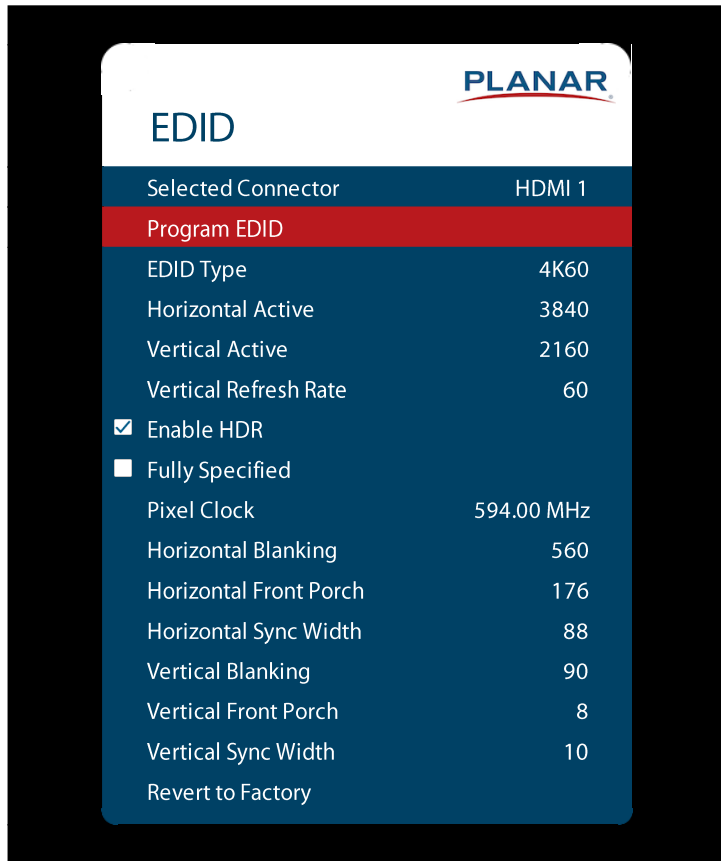 PLANAR
EDID
Selected Connector HDMI 1
Program EDID
EDID Type 4K60
Horizontal Active 3840
Vertical Active 2160
Vertical Refresh Rate 60
Enable HDR
Fully Specified
Pixel Clock 594.00 MHz
Horizontal Blanking 560
Horizontal Front Porch 176
Horizontal Sync Width 88
Vertical Blanking 90
Vertical Front Porch 8
Vertical Sync Width 10
Revert to Factory